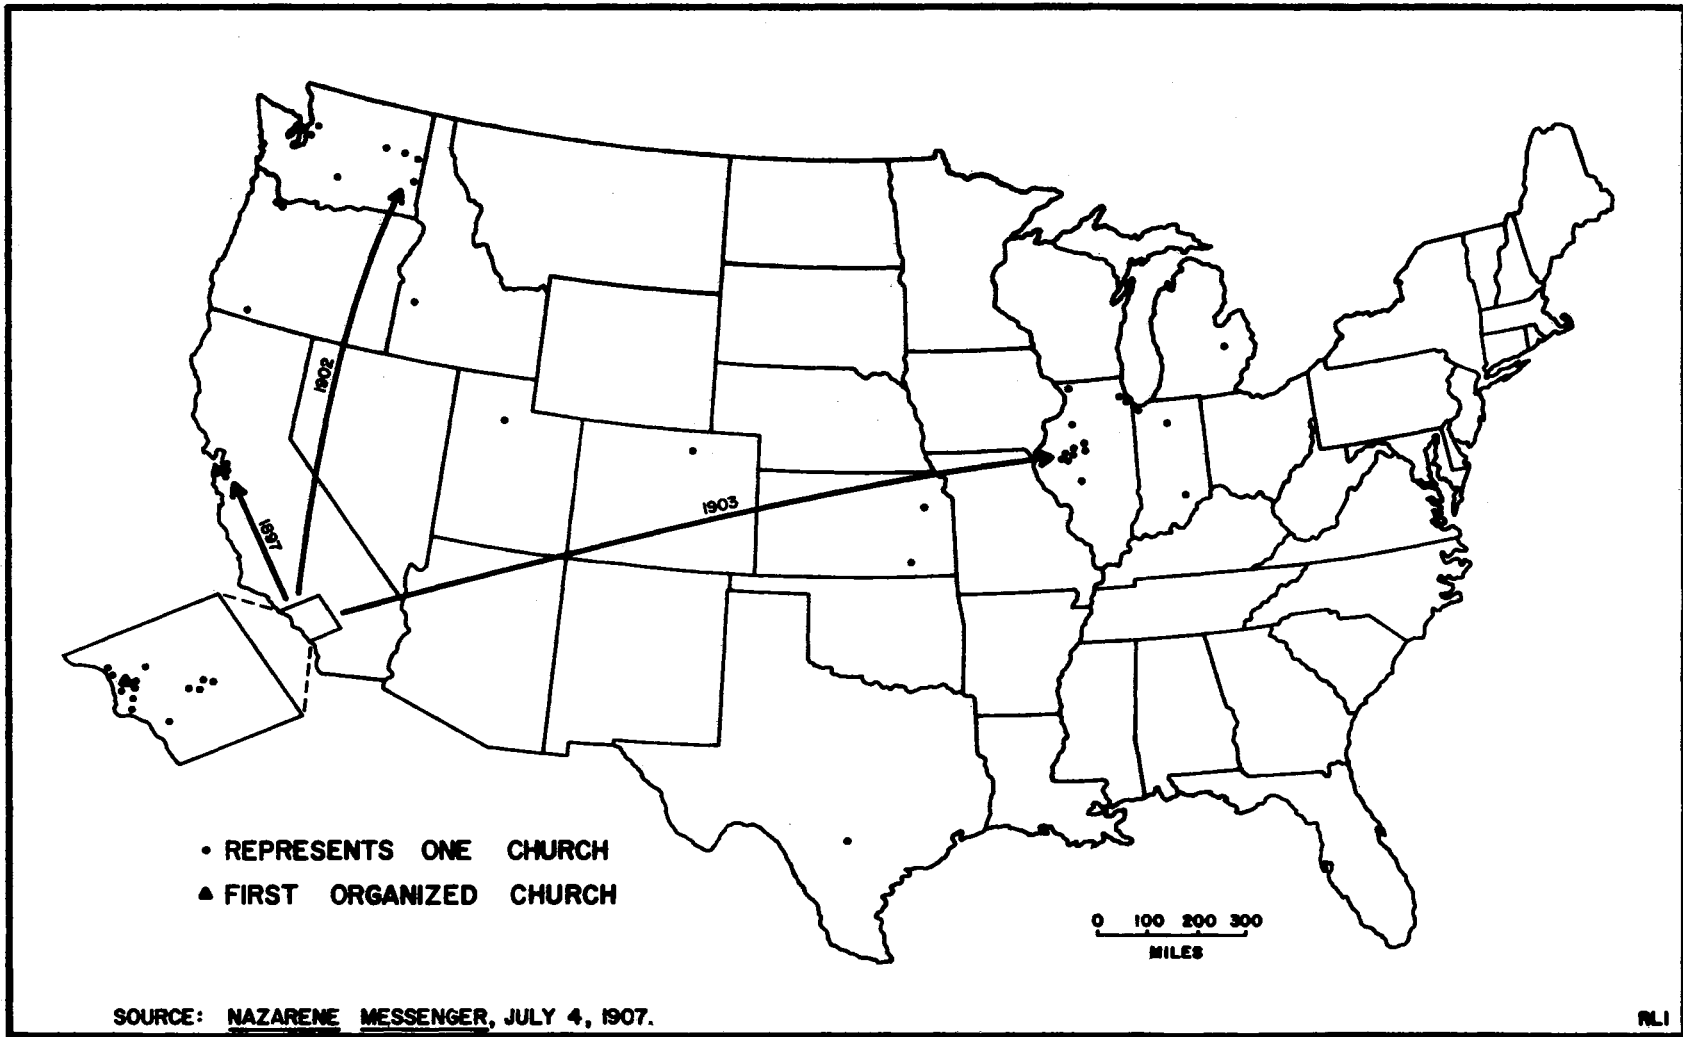 1902
1903
1897
REPRESENTS ONE CHURCH
FIRST ORGANIZED CHURCH
0 100 200 300
MILES
SOURCE: NAZARENE MESSENGER, JULY 4, 1907.
RLI